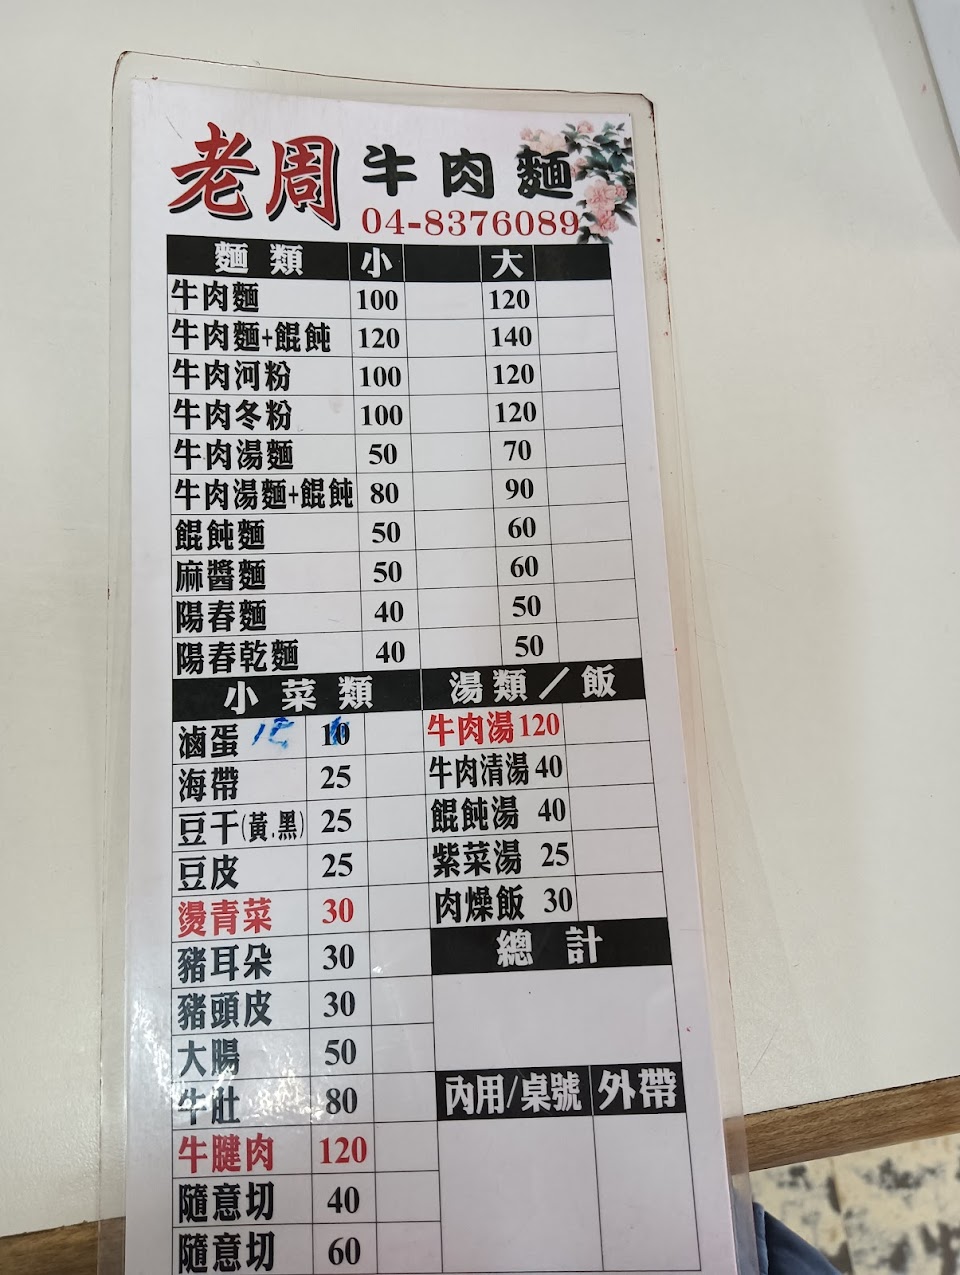 老周 牛肉麵
04-8376089
麵類 小 大
牛肉麵 100 120
牛肉麵+餛飩 120 140
牛肉河粉 100 120
牛肉冬粉 100 120
牛肉湯麵 50 70
牛肉湯麵+餛飩 80 90
餛飩麵 50 60
麻醬麵 50 60
陽春麵 40 50
陽春乾麵 40 50
小菜類
滷蛋 10
海帶 25
豆干(黃.黑) 25
豆皮 25
燙青菜 30
豬耳朵 30
豬頭皮 30
大腸 50
牛肚 80
牛腱肉 120
隨意切 40
隨意切 60
湯類／飯
牛肉湯 120
牛肉清湯 40
餛飩湯 40
紫菜湯 25
肉燥飯 30
總計
內用/桌號 外帶